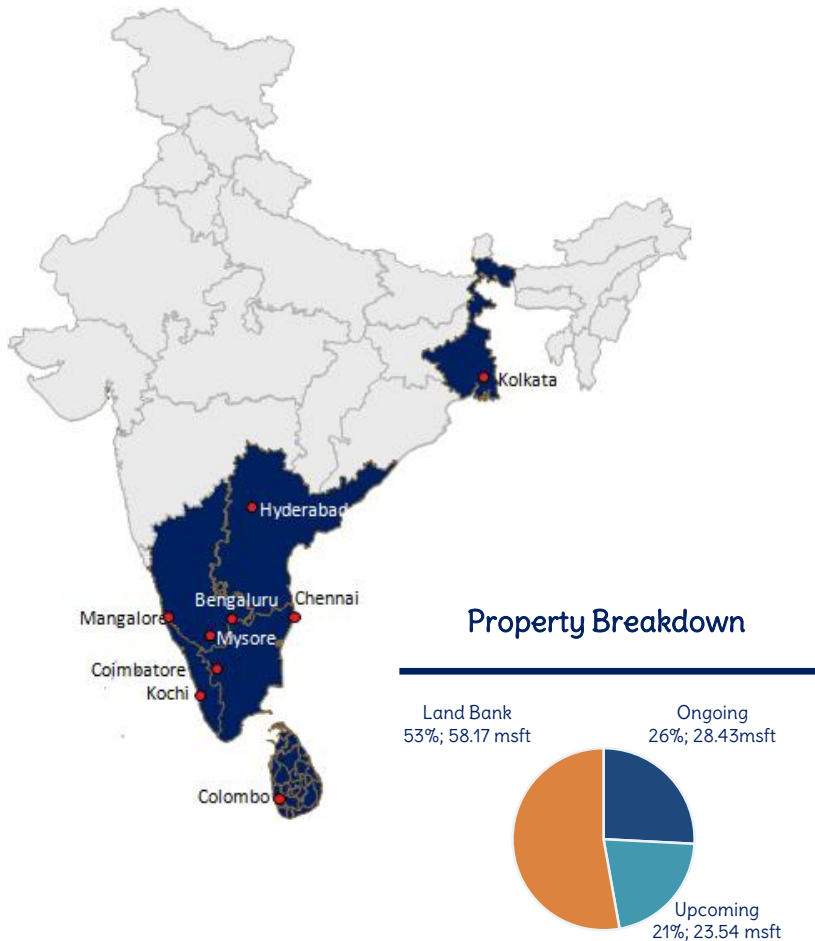 Kolkata
Hyderabad
Bengaluru
Chennai
Mangalore
Mysore
Coimbatore
Kochi
Colombo
Property Breakdown
Land Bank
53%; 58.17 msft
Ongoing
26%; 28.43msft
Upcoming
21%; 23.54 msft